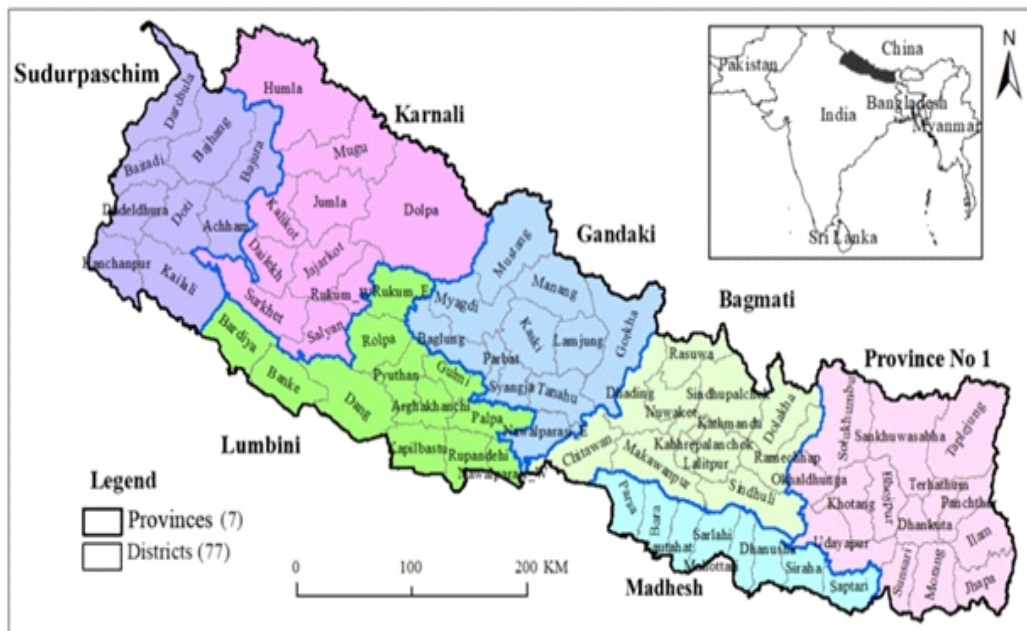 Sudurpaschim
Karnali
Gandaki
Bagmati
Province No 1
Lumbini
Madhesh
Darchula
Bajhang
Bajura
Baitadi
Dadeldhura
Doti
Achham
Kanchanpur
Kailali
Humla
Mugu
Jumla
Dolpa
Kalikot
Dailekh
Jajarkot
Surkhet
Rukum_W
Salyan
Rukum_E
Rolpa
Pyuthan
Gulmi
Arghakhanchi
Palpa
Bardiya
Banke
Dang
Kapilbastu
Rupandehi
Nawalparasi_W
Mustang
Manang
Myagdi
Baglung
Parbat
Kaski
Lamjung
Gorkha
Syangja
Tanahu
Nawalparasi_E
Rasuwa
Dhading
Nuwakot
Sindhupalchok
Kathmandu
Kabhrepalanchok
Lalitpur
Dolakha
Ramechhap
Chitawan
Makawanpur
Sindhuli
Solukhumbu
Sankhuwasabha
Taplejung
Okhaldhunga
Khotang
Bhojpur
Terhathum
Panchthar
Dhankuta
Ilam
Udayapur
Sunsari
Morang
Jhapa
Parsa
Bara
Rautahat
Sarlahi
Mahottari
Dhanusha
Siraha
Saptari
Legend
Provinces (7)
Districts (77)
0 100 200 KM
N
China
Pakistan
India
Bangladesh
Myanmar
Sri Lanka